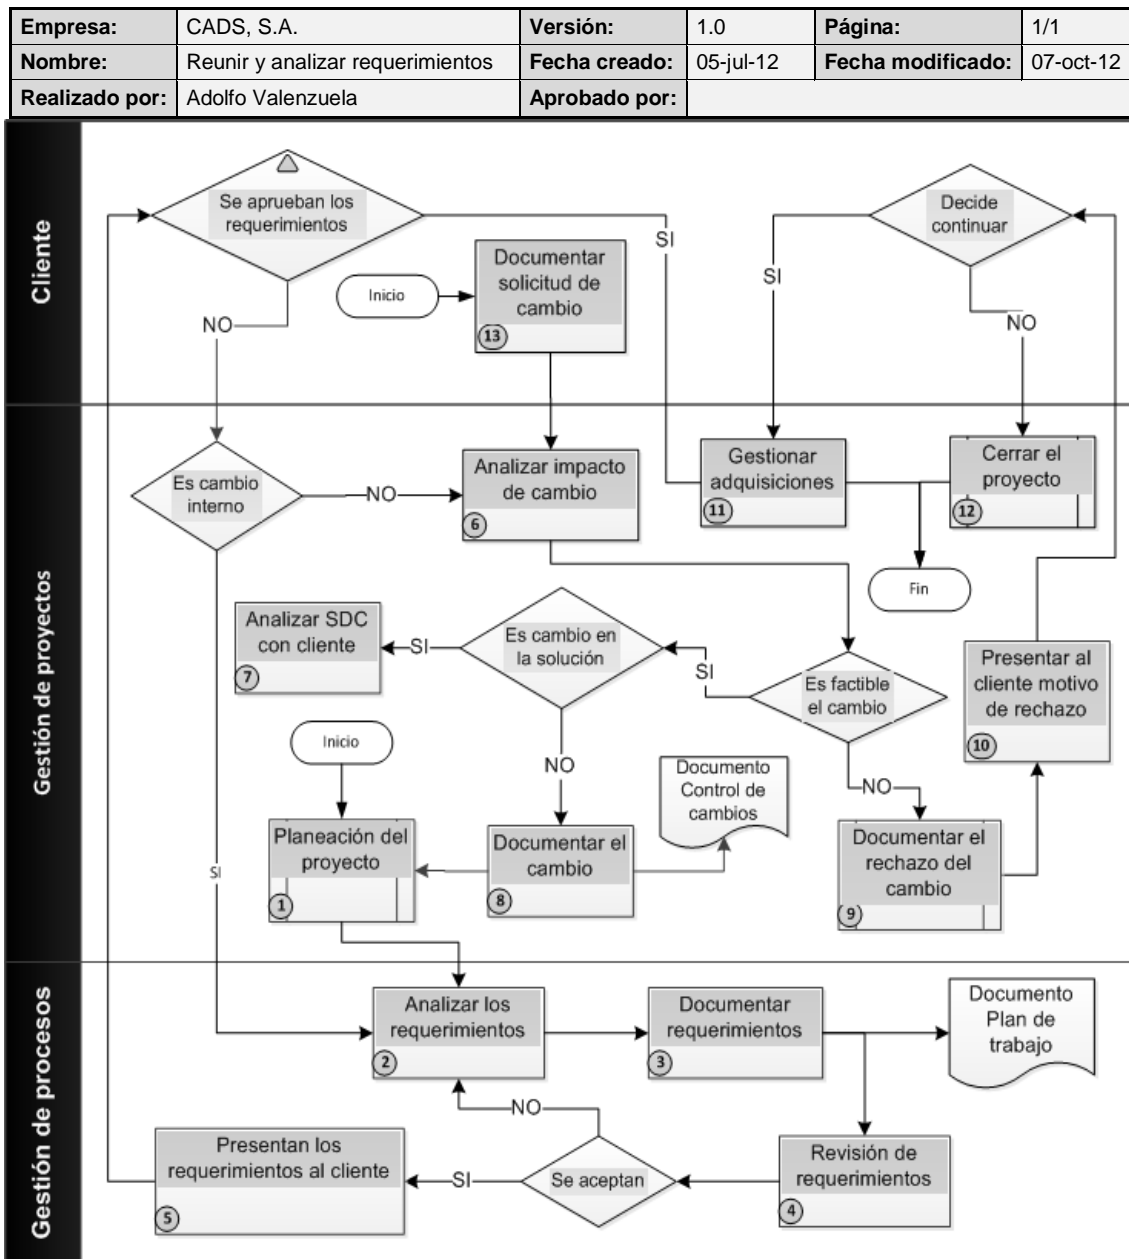 Empresa: CADS, S.A. Versión: 1.0 Página: 1/1
Nombre: Reunir y analizar requerimientos Fecha creado: 05-jul-12 Fecha modificado: 07-oct-12
Realizado por: Adolfo Valenzuela Aprobado por:
Cliente
Se aprueban los
requerimientos
SI
NO
Inicio
Documentar
solicitud de
cambio
13
Decide
continuar
SI
NO
Gestión de proyectos
Es cambio
interno
NO
SI
Analizar impacto
de cambio
6
Gestionar
adquisiciones
11
Cerrar el
proyecto
12
Fin
Analizar SDC
con cliente
7
SI
Es cambio en
la solución
SI
NO
Es factible
el cambio
NO
Presentar al
cliente motivo
de rechazo
10
Inicio
Planeación del
proyecto
1
Documentar el
cambio
8
Documento
Control de
cambios
Documentar el
rechazo del
cambio
9
Gestión de procesos
Analizar los
requerimientos
2
Documentar
requerimientos
3
Documento
Plan de
trabajo
NO
Presentan los
requerimientos al cliente
5
SI
Se aceptan
Revisión de
requerimientos
4